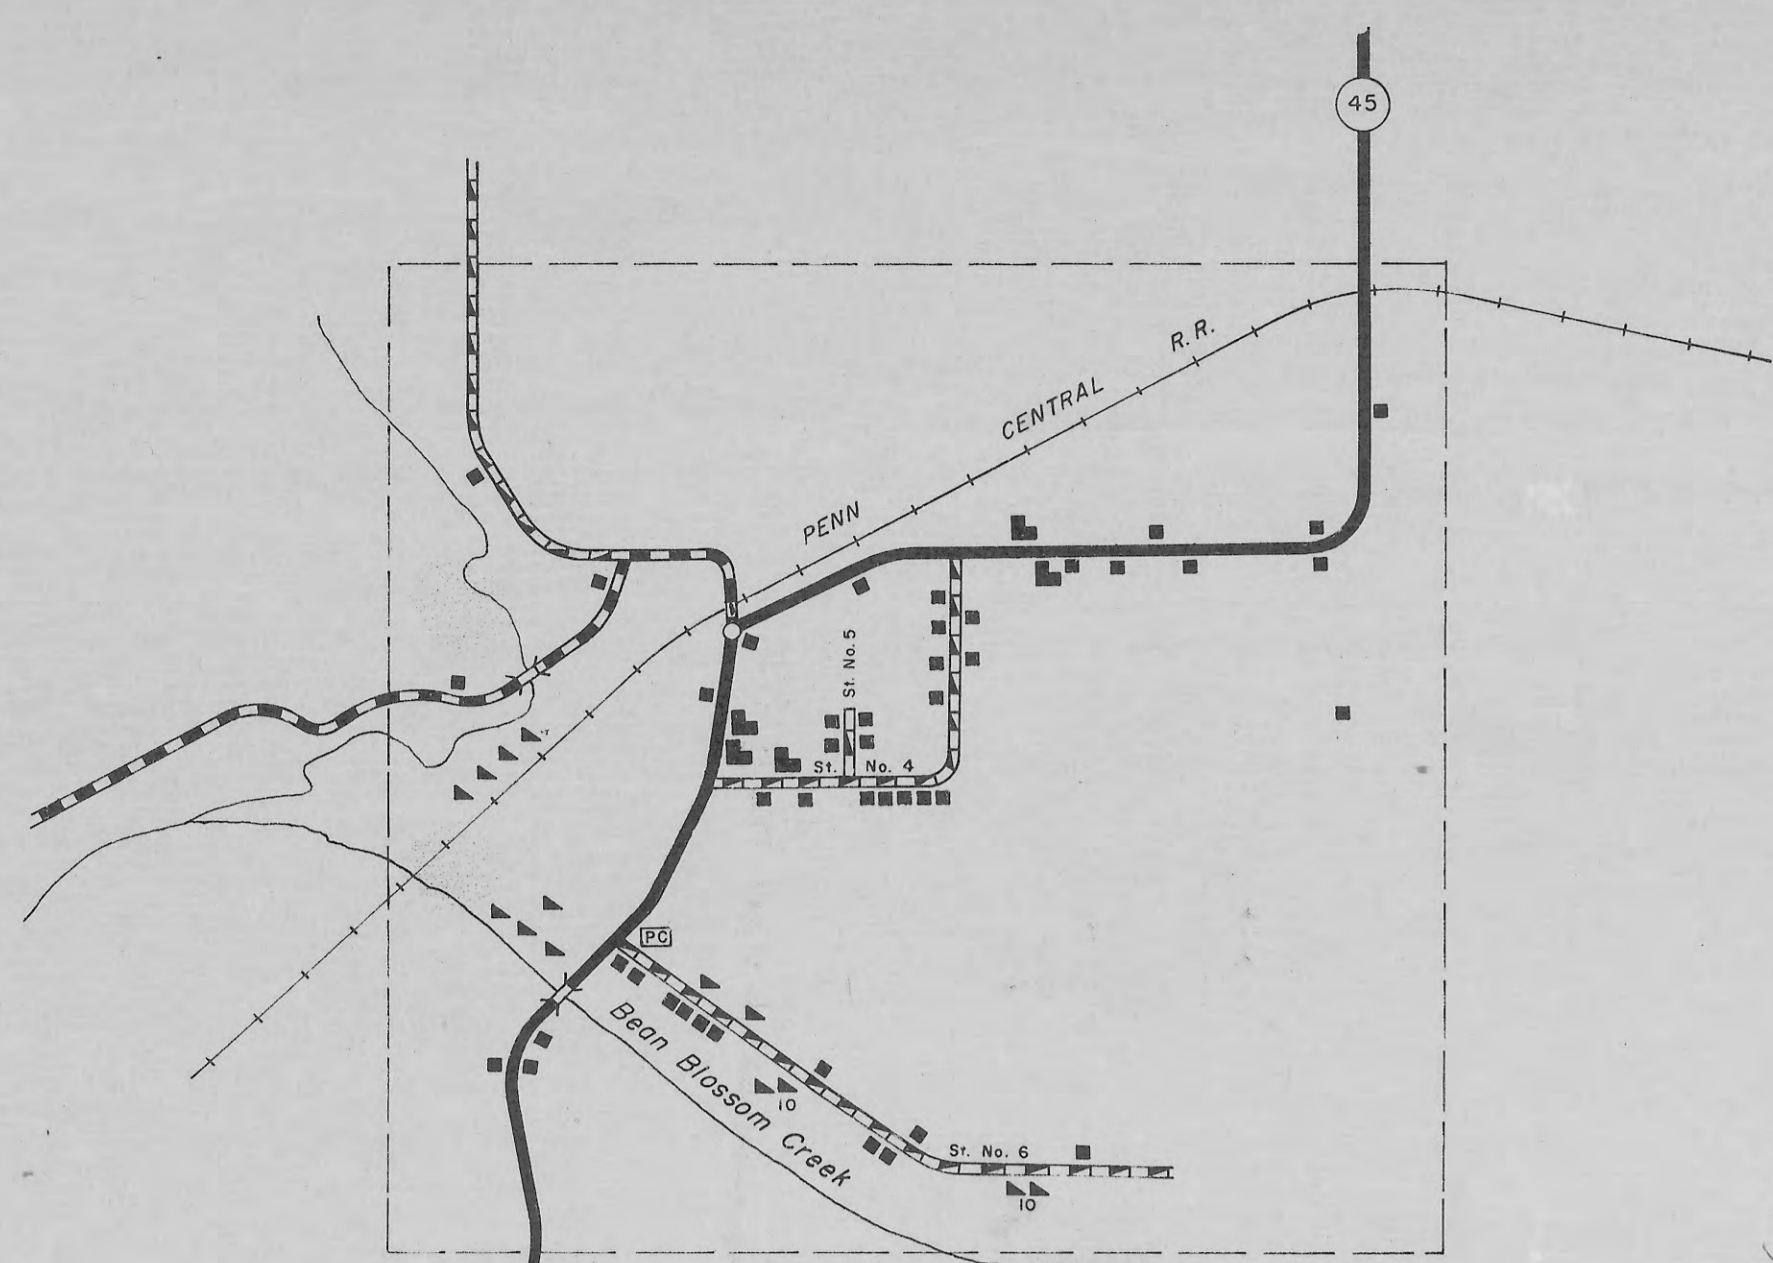 45
PENN CENTRAL R.R.
St. No. 5
St. No. 4
PC
Bean Blossom Creek
10
St. No. 6
10